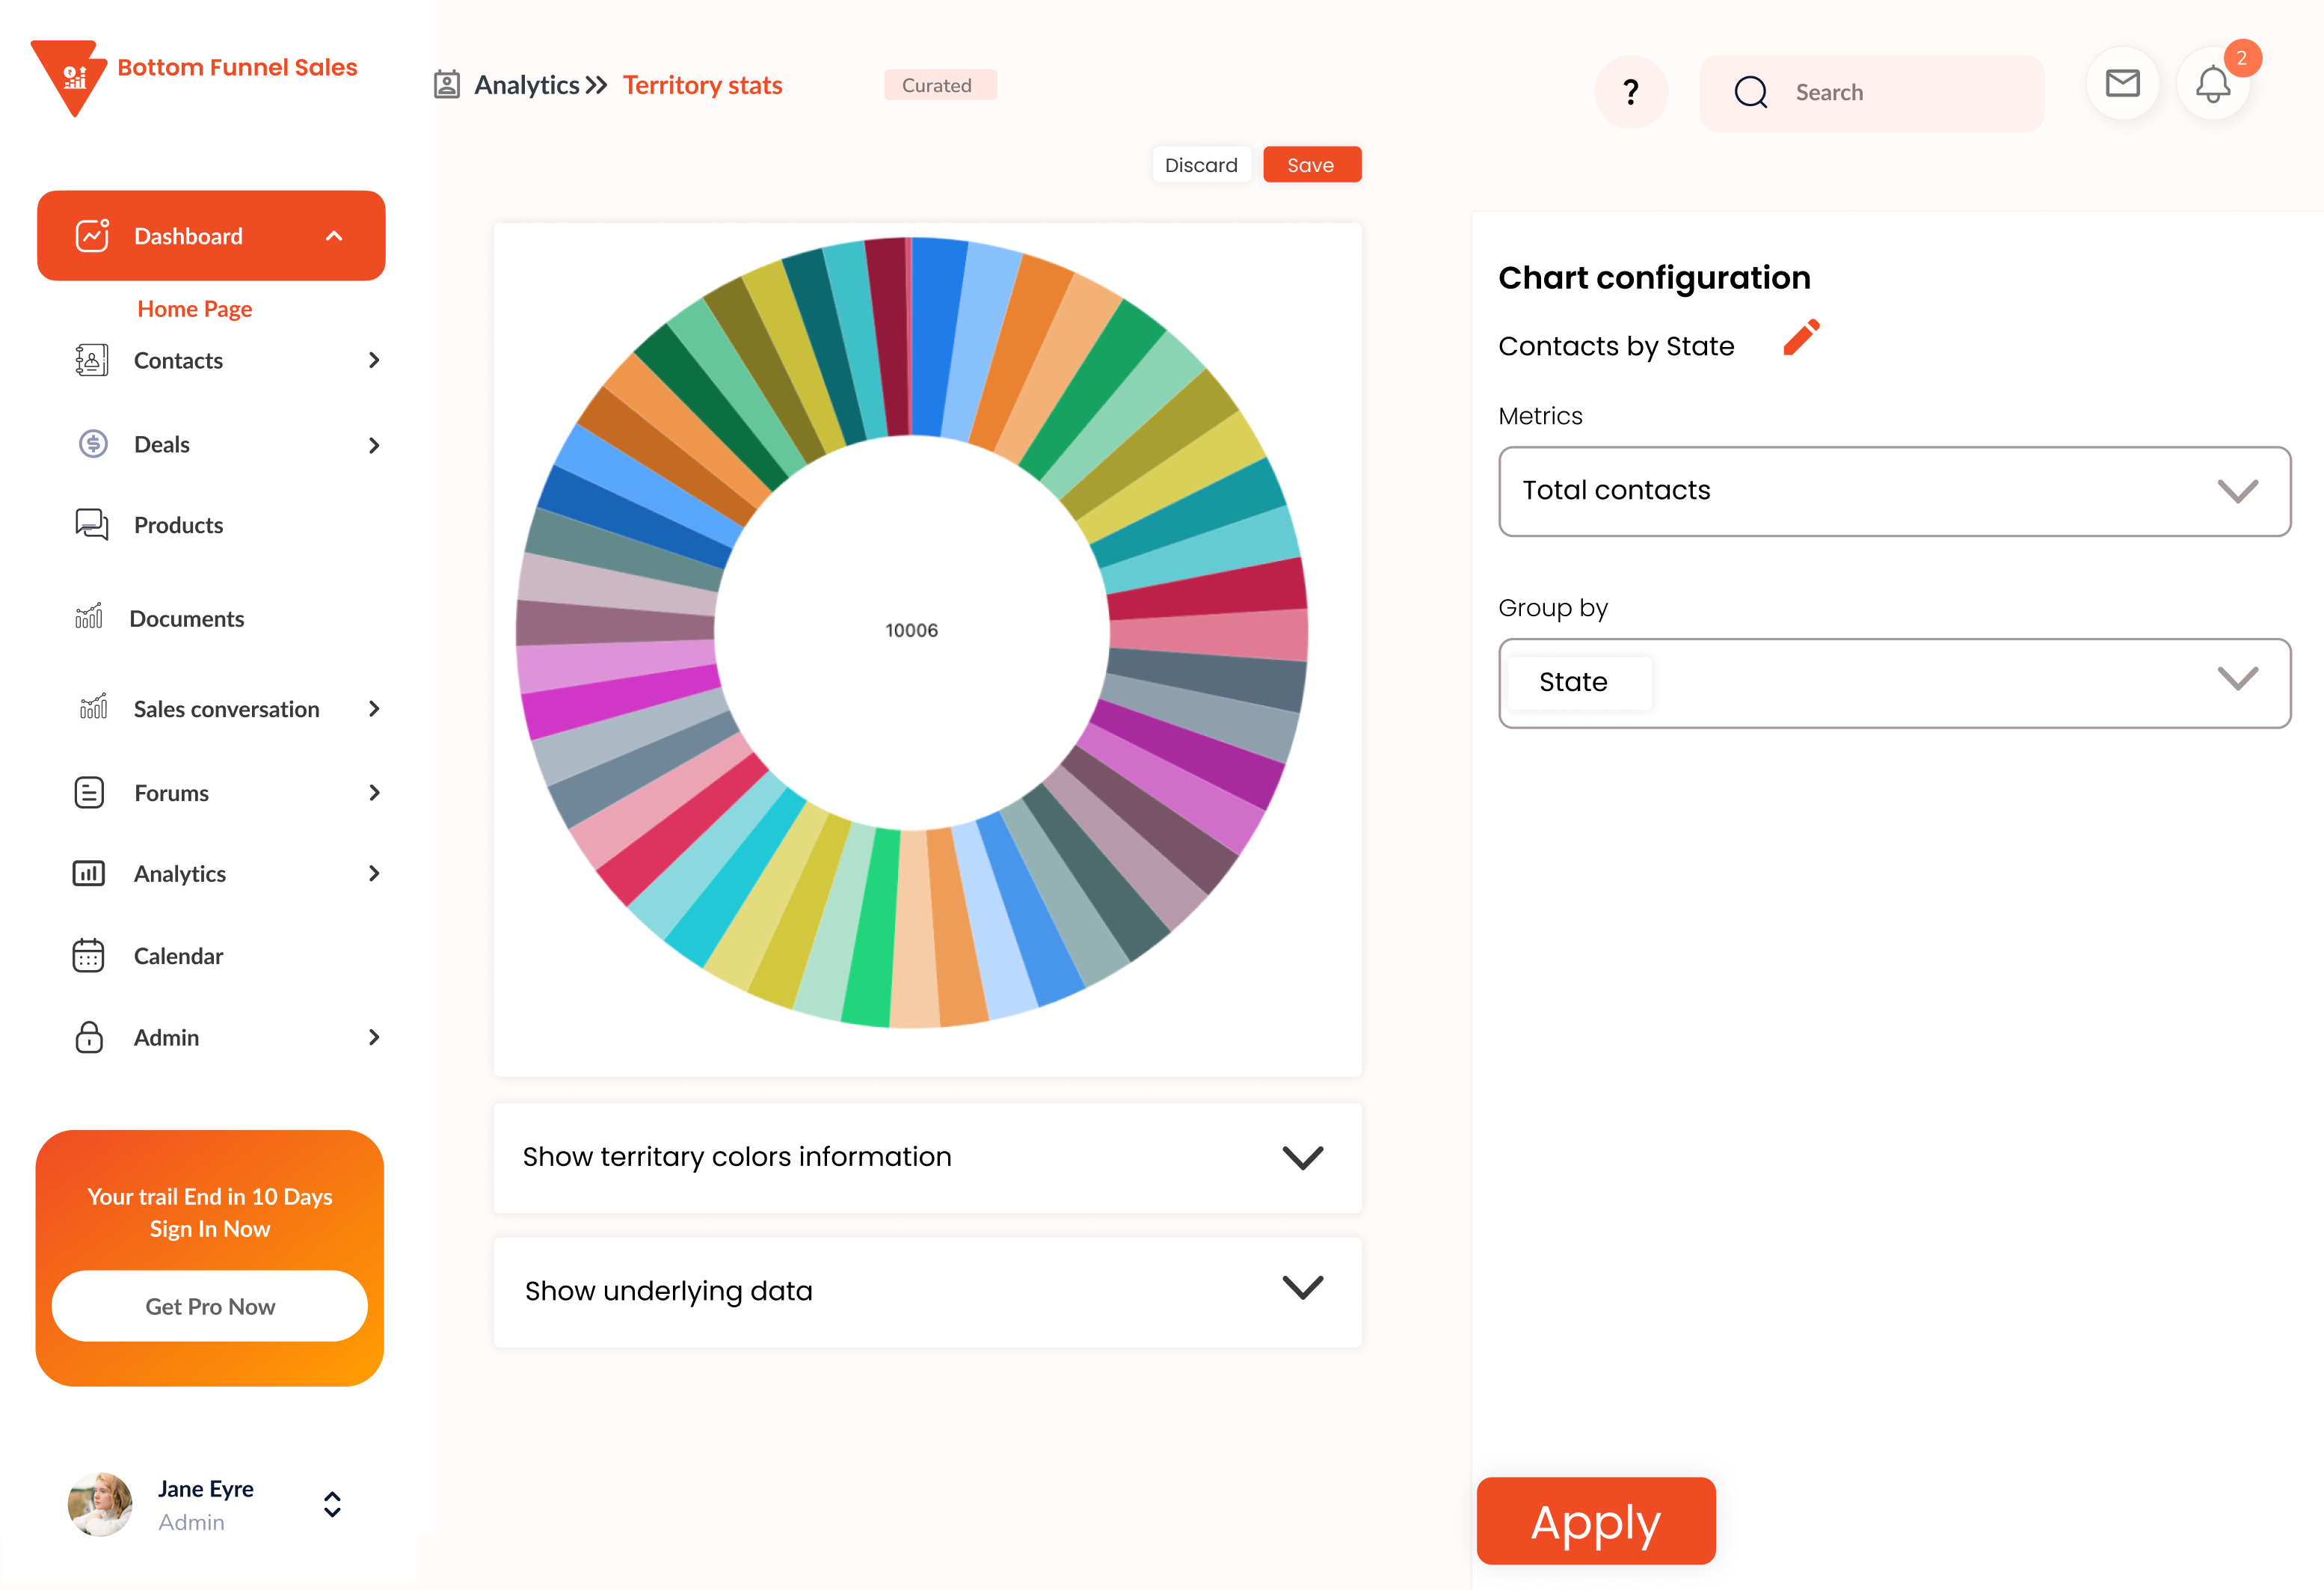 Bottom Funnel Sales
Analytics
Territory stats
Curated
?
Search
2
Discard
Save
Dashboard
Home Page
Contacts
Deals
Products
Documents
Sales conversation
Forums
Analytics
Calendar
Admin
Your trail End in 10 Days
Sign In Now
Get Pro Now
Jane Eyre
Admin
10006
Show territary colors information
Show underlying data
Chart configuration
Contacts by State
Metrics
Total contacts
Group by
State
Apply